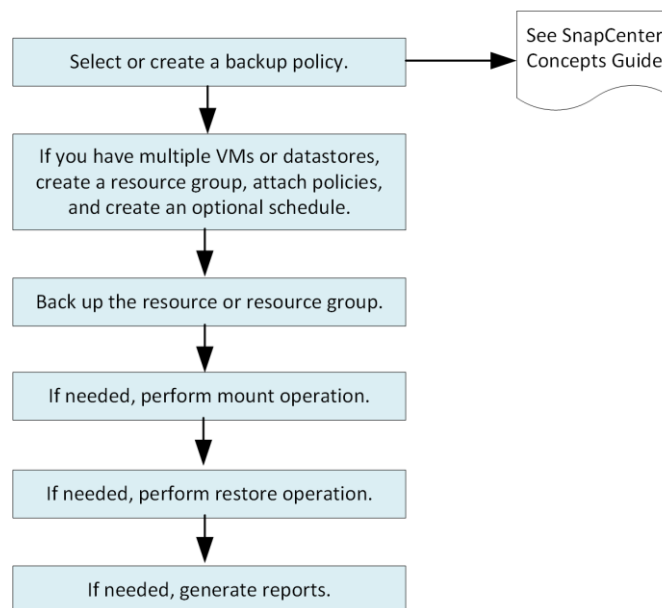 Select or create a backup policy.
See SnapCenter
Concepts Guide
If you have multiple VMs or datastores,
create a resource group, attach policies,
and create an optional schedule.
Back up the resource or resource group.
If needed, perform mount operation.
If needed, perform restore operation.
If needed, generate reports.